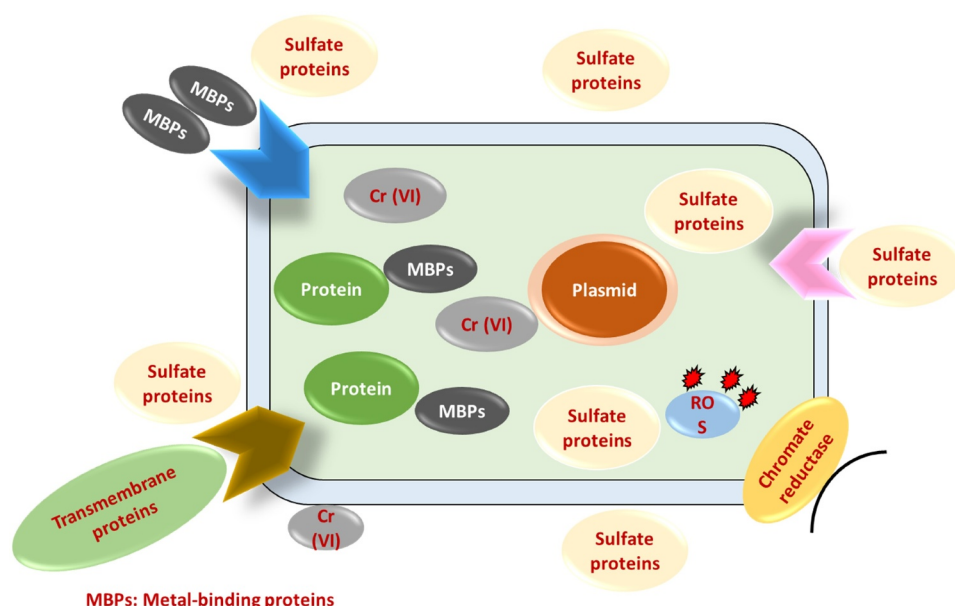 Sulfate
proteins
Sulfate
proteins
MBPs
MBPs
Cr (VI)
Sulfate
proteins
Sulfate
proteins
MBPs
Protein
Plasmid
Cr (VI)
Sulfate
proteins
Protein
MBPs
RO
S
Sulfate
proteins
Chromate
reductase
Transmembrane
proteins
Cr
(VI)
Sulfate
proteins
MBPs: Metal-binding proteins